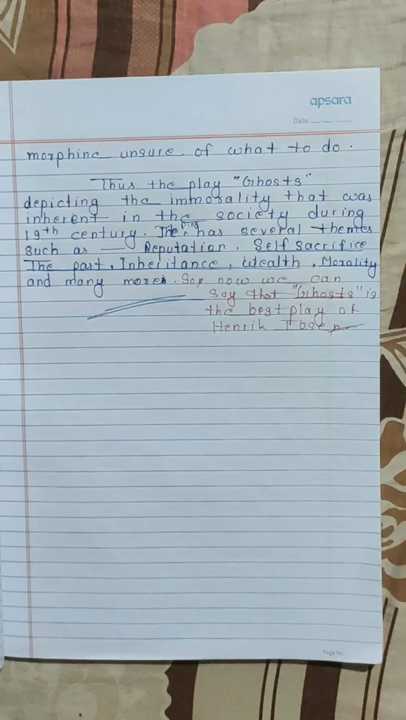 apsara
Date:
morphine unsure of what to do.
Thus the play "Ghosts"
depicting the immorality that was
inherent in the society during
19th century. The play has several themes
such as — Reputation, Self sacrifice
The past, Inheritance, Wealth, Morality
and many mores. So, now we can
say that "Ghosts" is
the best play of
Henrik Ibsen
Page No.